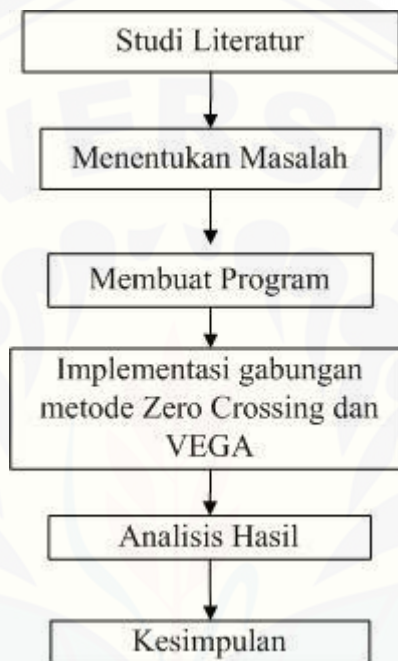 Studi Literatur
Menentukan Masalah
Membuat Program
Implementasi gabungan
metode Zero Crossing dan
VEGA
Analisis Hasil
Kesimpulan